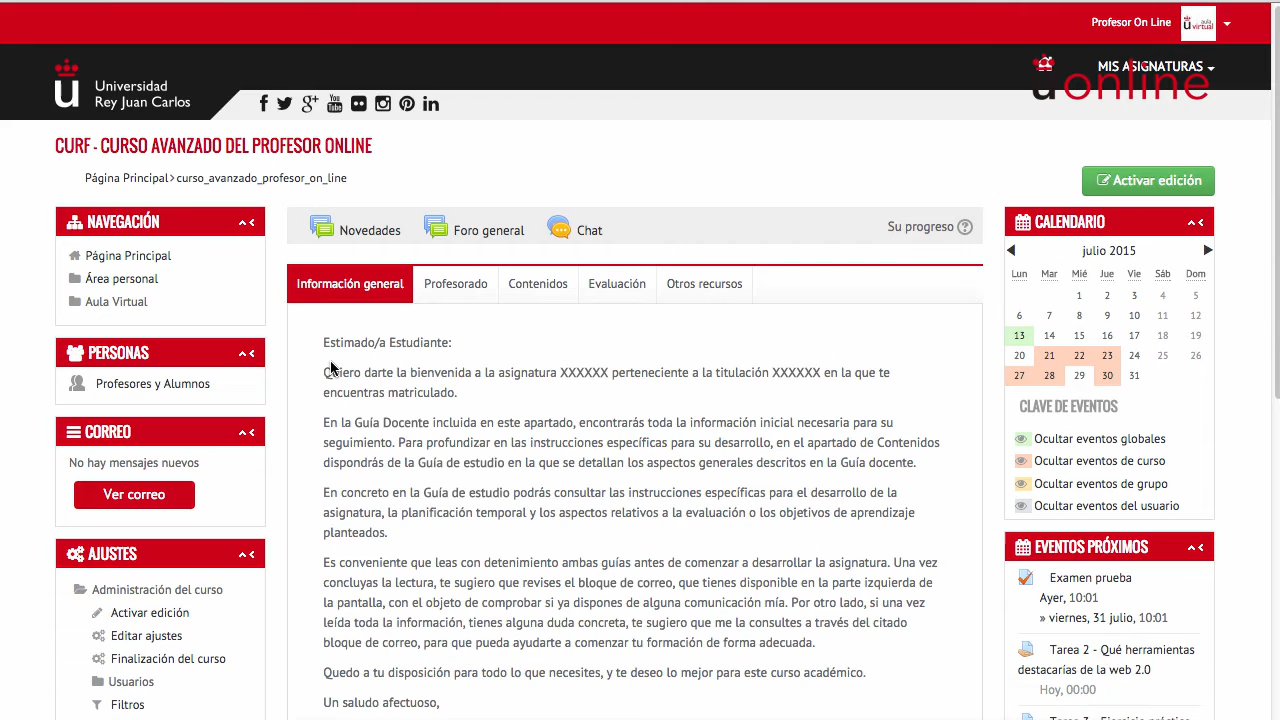 Profesor On Line
aula virtual
Universidad
Rey Juan Carlos
MIS ASIGNATURAS
u online
CURF - CURSO AVANZADO DEL PROFESOR ONLINE
Página Principal > curso_avanzado_profesor_on_line
Activar edición
NAVEGACIÓN
Página Principal
Área personal
Aula Virtual
PERSONAS
Profesores y Alumnos
CORREO
No hay mensajes nuevos
Ver correo
AJUSTES
Administración del curso
Activar edición
Editar ajustes
Finalización del curso
Usuarios
Filtros
Novedades Foro general Chat Su progreso
Información general Profesorado Contenidos Evaluación Otros recursos
Estimado/a Estudiante:
Quiero darte la bienvenida a la asignatura XXXXXX perteneciente a la titulación XXXXXX en la que te
encuentras matriculado.
En la Guía Docente incluida en este apartado, encontrarás toda la información inicial necesaria para su
seguimiento. Para profundizar en las instrucciones específicas para su desarrollo, en el apartado de Contenidos
dispondrás de la Guía de estudio en la que se detallan los aspectos generales descritos en la Guía docente.
En concreto en la Guía de estudio podrás consultar las instrucciones específicas para el desarrollo de la
asignatura, la planificación temporal y los aspectos relativos a la evaluación o los objetivos de aprendizaje
planteados.
Es conveniente que leas con detenimiento ambas guías antes de comenzar a desarrollar la asignatura. Una vez
concluyas la lectura, te sugiero que revises el bloque de correo, que tienes disponible en la parte izquierda de
la pantalla, con el objeto de comprobar si ya dispones de alguna comunicación mía. Por otro lado, si una vez
leída toda la información, tienes alguna duda concreta, te sugiero que me la consultes a través del citado
bloque de correo, para que pueda ayudarte a comenzar tu formación de forma adecuada.
Quedo a tu disposición para todo lo que necesites, y te deseo lo mejor para este curso académico.
Un saludo afectuoso,
CALENDARIO
julio 2015
Lun Mar Mié Jue Vie Sáb Dom
1 2 3 4 5
6 7 8 9 10 11 12
13 14 15 16 17 18 19
20 21 22 23 24 25 26
27 28 29 30 31
CLAVE DE EVENTOS
Ocultar eventos globales
Ocultar eventos de curso
Ocultar eventos de grupo
Ocultar eventos del usuario
EVENTOS PRÓXIMOS
Examen prueba
Ayer, 10:01
» viernes, 31 julio, 10:01
Tarea 2 - Qué herramientas
destacarías de la web 2.0
Hoy, 00:00
Tarea 3 - Ejercicio práctico